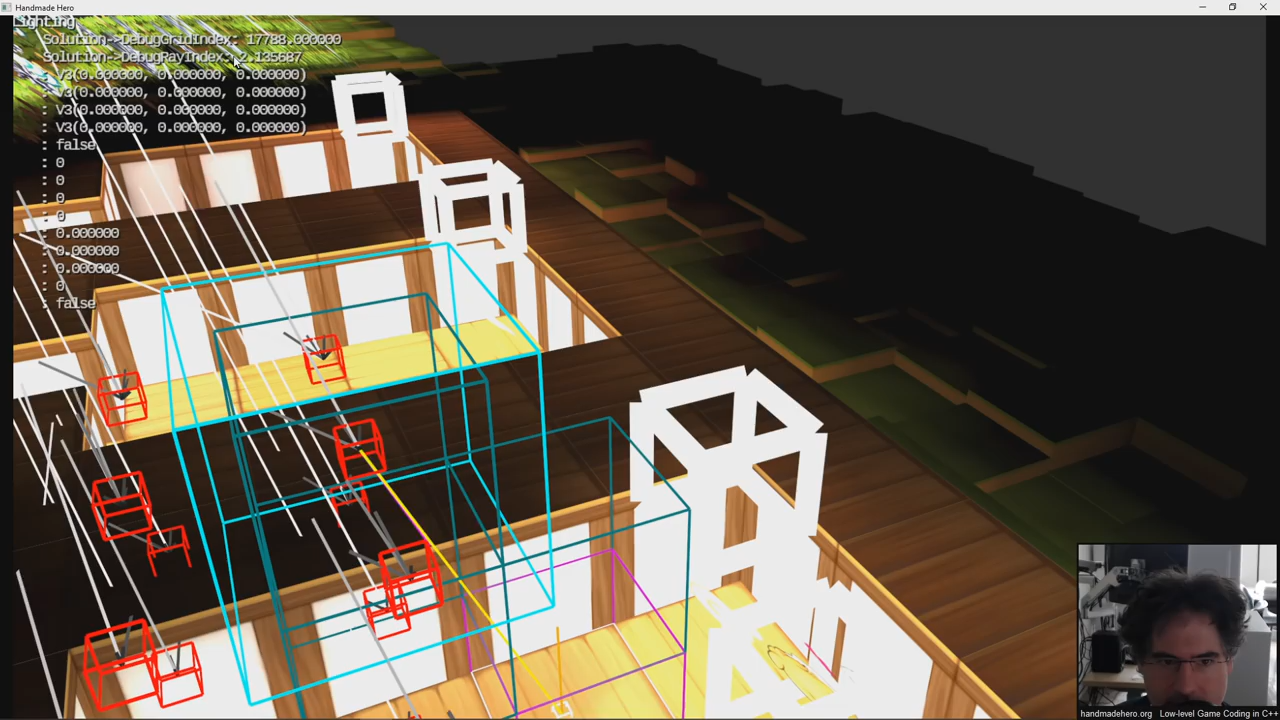 Handmade Hero
Lighting
Solution->DebugGridIndex: 17788.000000
Solution->DebugRayIndex: 2.135687
: V3(0.000000, 0.000000, 0.000000)
: V3(0.000000, 0.000000, 0.000000)
: V3(0.000000, 0.000000, 0.000000)
: V3(0.000000, 0.000000, 0.000000)
: false
: 0
: 0
: 0
: 0
: 0.000000
: 0.000000
: 0.000000
: 0
: false
handmadehero.org Low-level Game Coding in C++